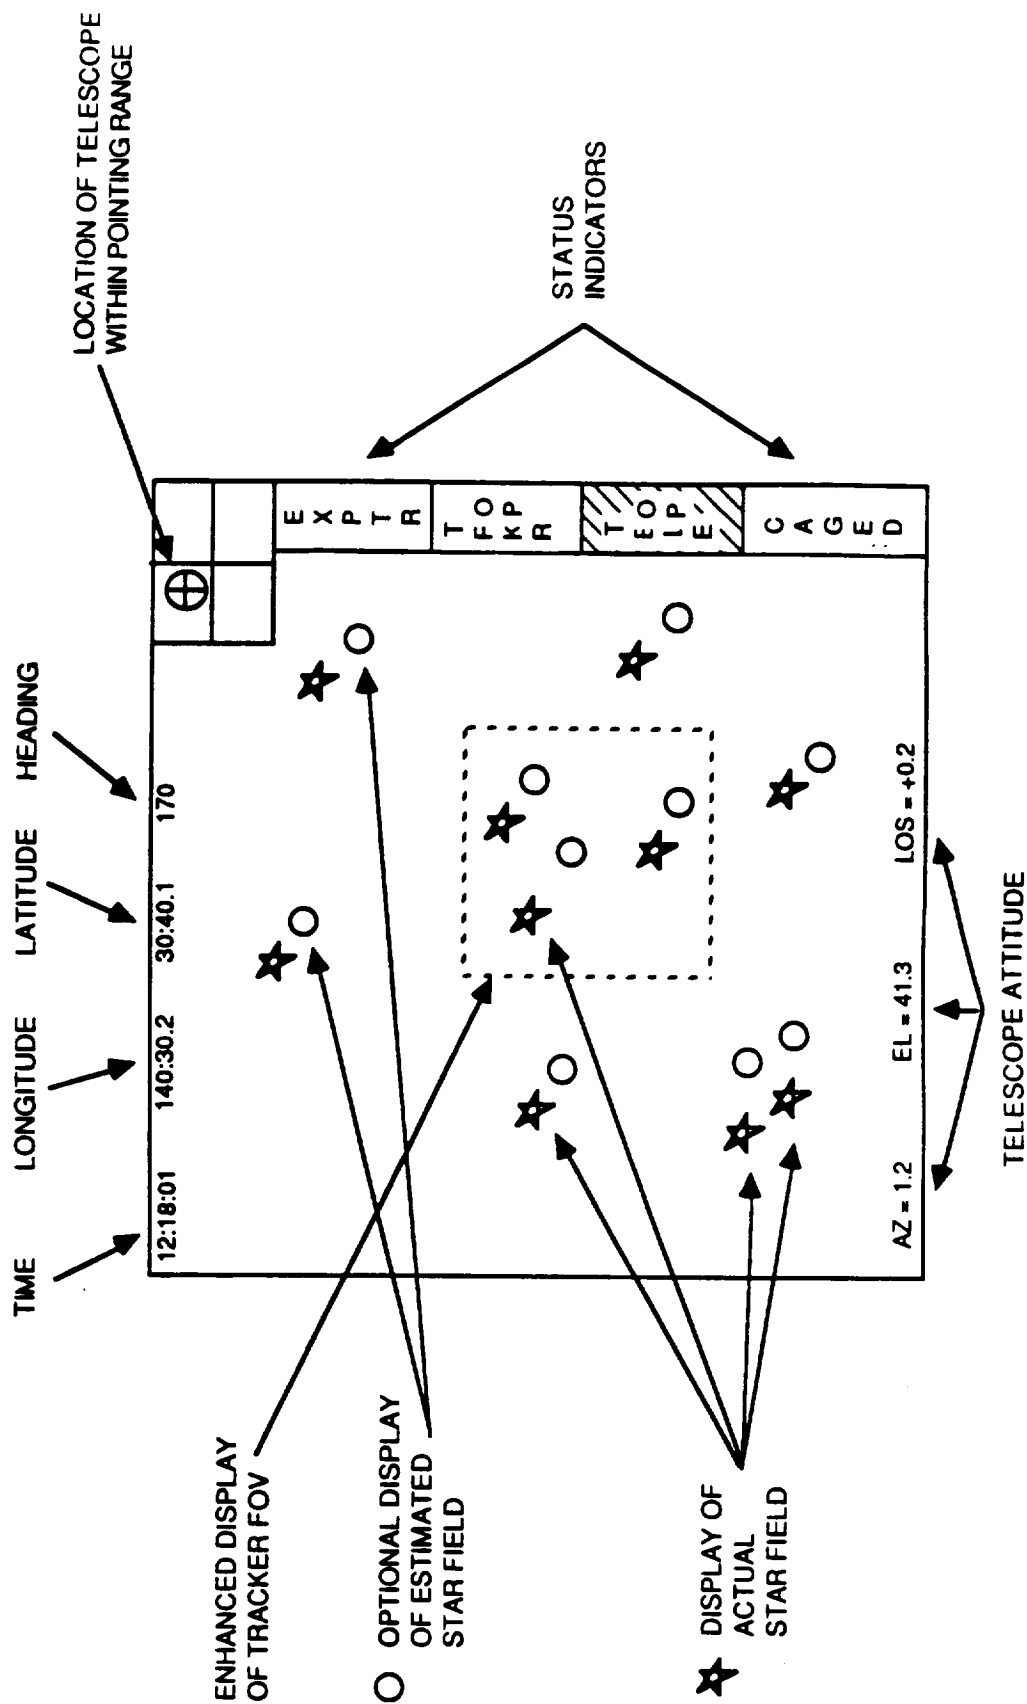 TIME
LONGITUDE
LATITUDE
HEADING
LOCATION OF TELESCOPE
WITHIN POINTING RANGE
12:18:01
140:30.2
30:40.1
170
ENHANCED DISPLAY
OF TRACKER FOV
OPTIONAL DISPLAY
OF ESTIMATED
STAR FIELD
DISPLAY OF
ACTUAL
STAR FIELD
E
X
P
T
R
T
F O
K P
R
T
E O
L P
E
C
A
G
E
D
STATUS
INDICATORS
AZ = 1.2
EL = 41.3
LOS = +0.2
TELESCOPE ATTITUDE